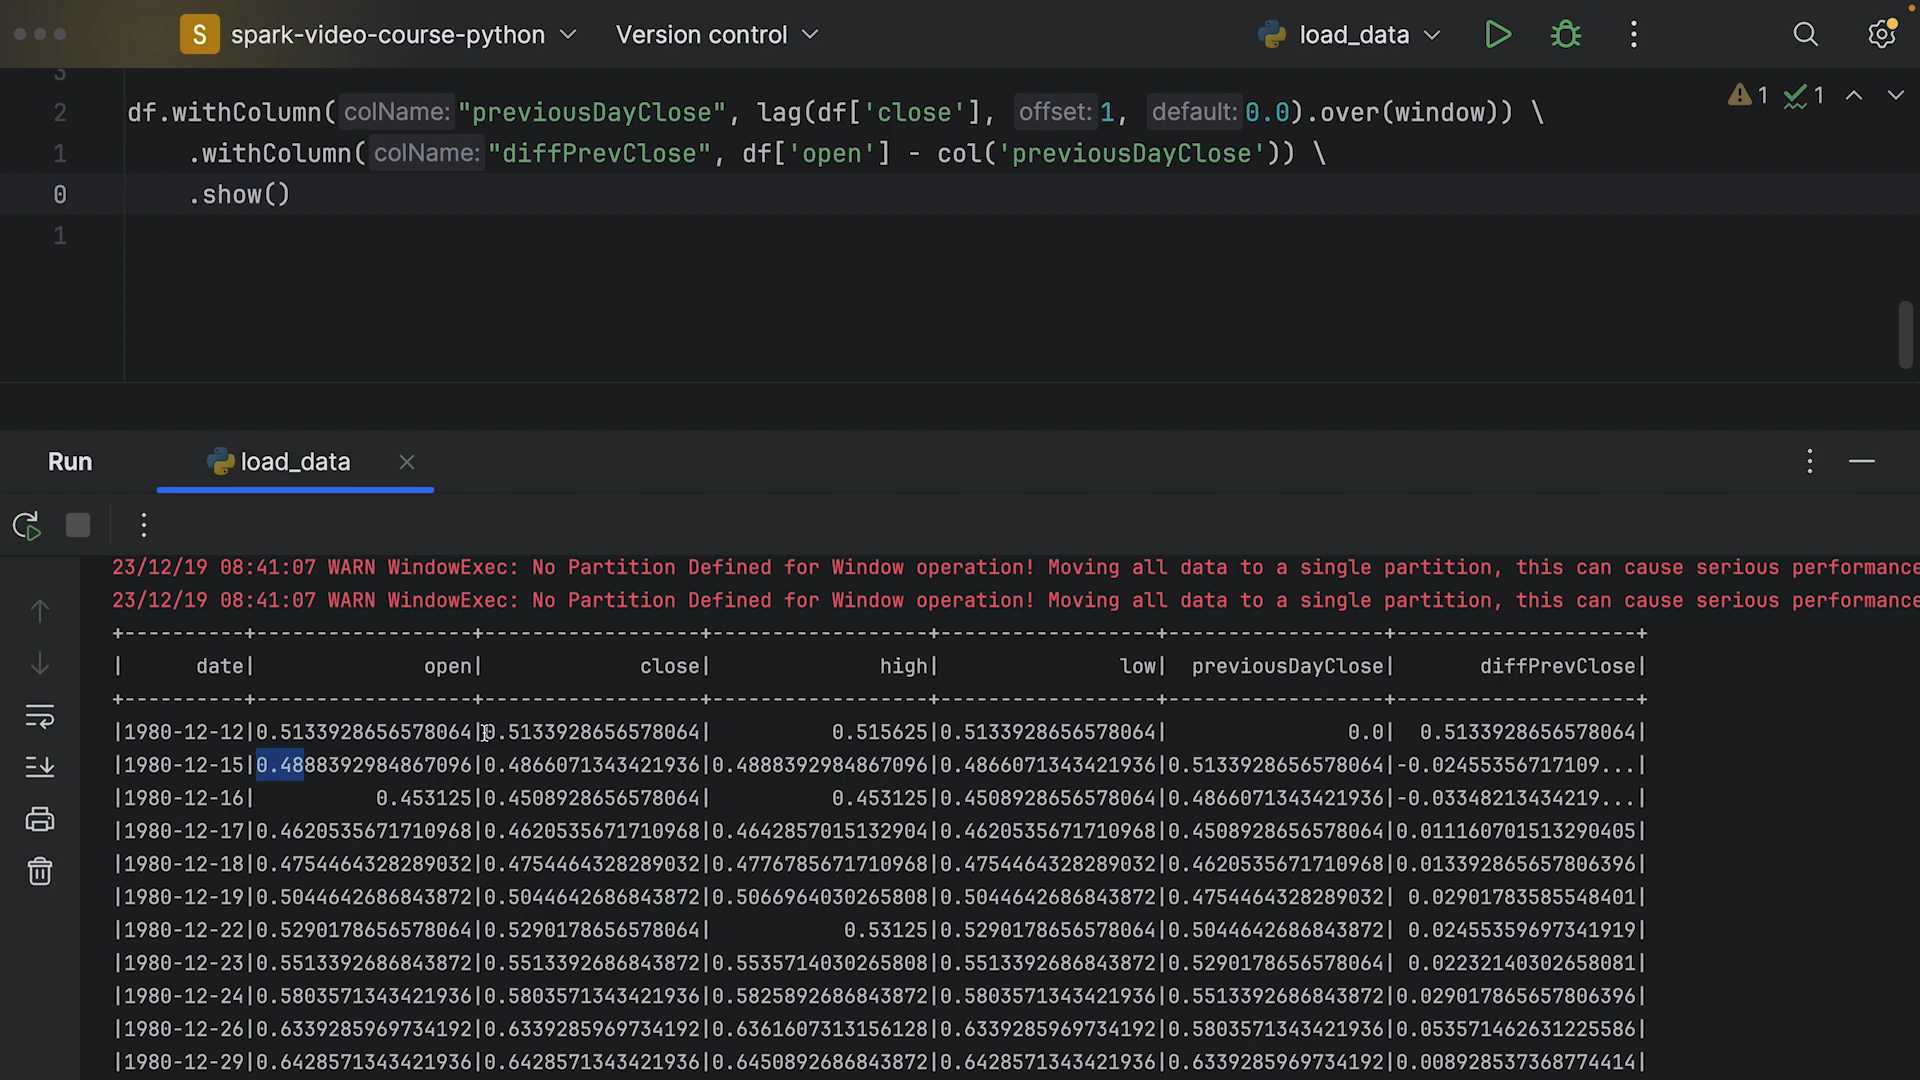 S spark-video-course-python Version control load_data
3
2 df.withColumn( colName: "previousDayClose", lag(df['close'], offset: 1, default: 0.0).over(window)) \
1 .withColumn( colName: "diffPrevClose", df['open'] - col('previousDayClose')) \
0 .show()
1
1 1
Run load_data
23/12/19 08:41:07 WARN WindowExec: No Partition Defined for Window operation! Moving all data to a single partition, this can cause serious performance
23/12/19 08:41:07 WARN WindowExec: No Partition Defined for Window operation! Moving all data to a single partition, this can cause serious performance
+----------+------------------+------------------+------------------+------------------+------------------+--------------------+
|      date|              open|             close|              high|               low|  previousDayClose|       diffPrevClose|
+----------+------------------+------------------+------------------+------------------+------------------+--------------------+
|1980-12-12|0.5133928656578064|0.5133928656578064|          0.515625|0.5133928656578064|               0.0|  0.5133928656578064|
|1980-12-15|0.4888392984867096|0.4866071343421936|0.4888392984867096|0.4866071343421936|0.5133928656578064|-0.02455356717109...|
|1980-12-16|          0.453125|0.4508928656578064|          0.453125|0.4508928656578064|0.4866071343421936|-0.03348213434219...|
|1980-12-17|0.4620535671710968|0.4620535671710968|0.4642857015132904|0.4620535671710968|0.4508928656578064|0.011160701513290405|
|1980-12-18|0.4754464328289032|0.4754464328289032|0.4776785671710968|0.4754464328289032|0.4620535671710968|0.013392865657806396|
|1980-12-19|0.5044642686843872|0.5044642686843872|0.5066964030265808|0.5044642686843872|0.4754464328289032| 0.02901783585548401|
|1980-12-22|0.5290178656578064|0.5290178656578064|           0.53125|0.5290178656578064|0.5044642686843872| 0.02455359697341919|
|1980-12-23|0.5513392686843872|0.5513392686843872|0.5535714030265808|0.5513392686843872|0.5290178656578064| 0.02232140302658081|
|1980-12-24|0.5803571343421936|0.5803571343421936|0.5825892686843872|0.5803571343421936|0.5513392686843872|0.029017865657806396|
|1980-12-26|0.6339285969734192|0.6339285969734192|0.6361607313156128|0.6339285969734192|0.5803571343421936|0.053571462631225586|
|1980-12-29|0.6428571343421936|0.6428571343421936|0.6450892686843872|0.6428571343421936|0.6339285969734192|0.008928537368774414|